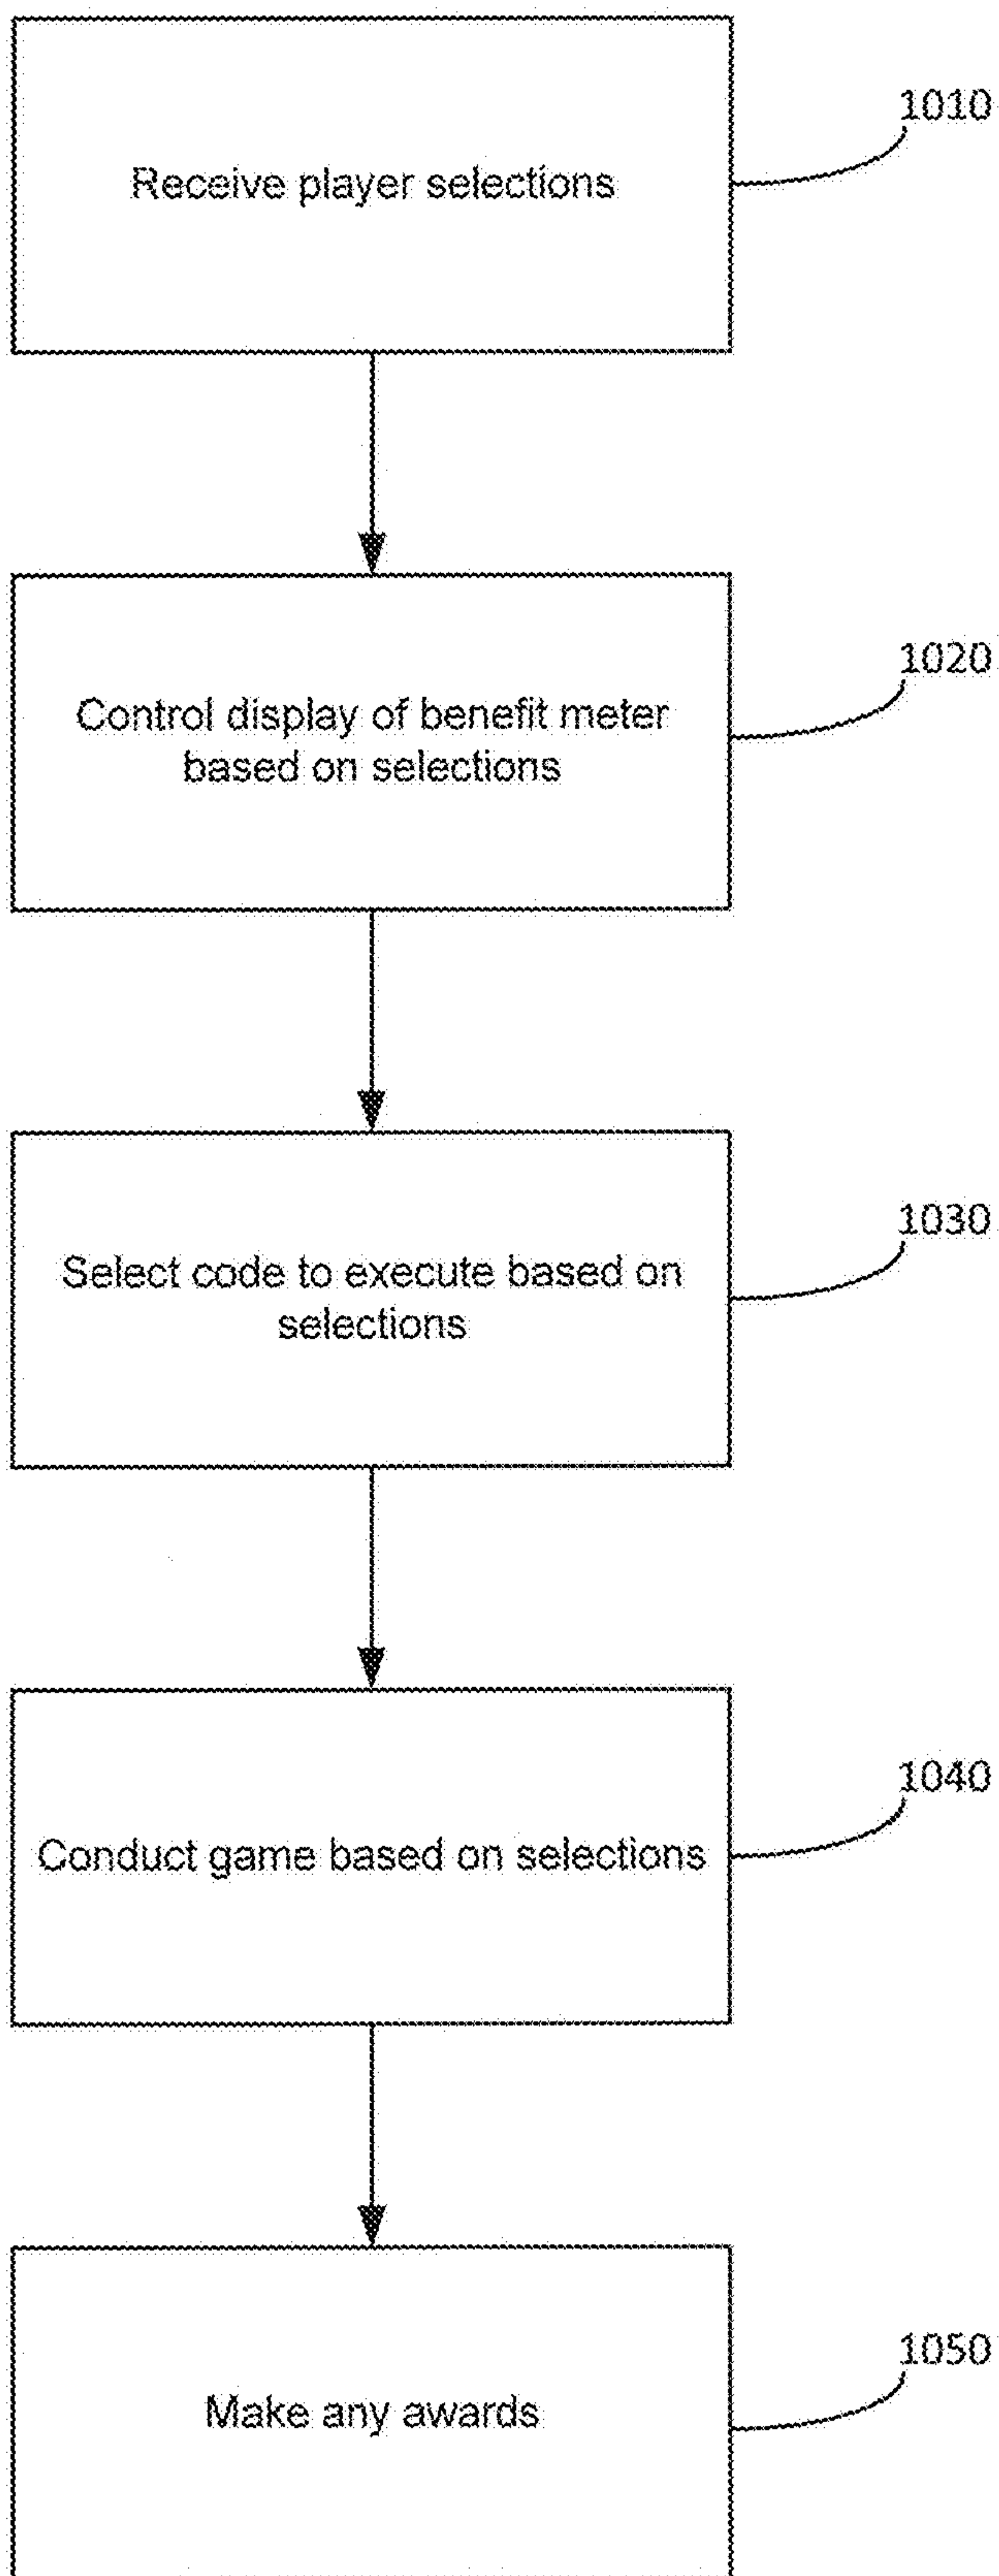 1010
Receive player selections
1020
Control display of benefit meter
based on selections
1030
Select code to execute based on
selections
1040
Conduct game based on selections
1050
Make any awards